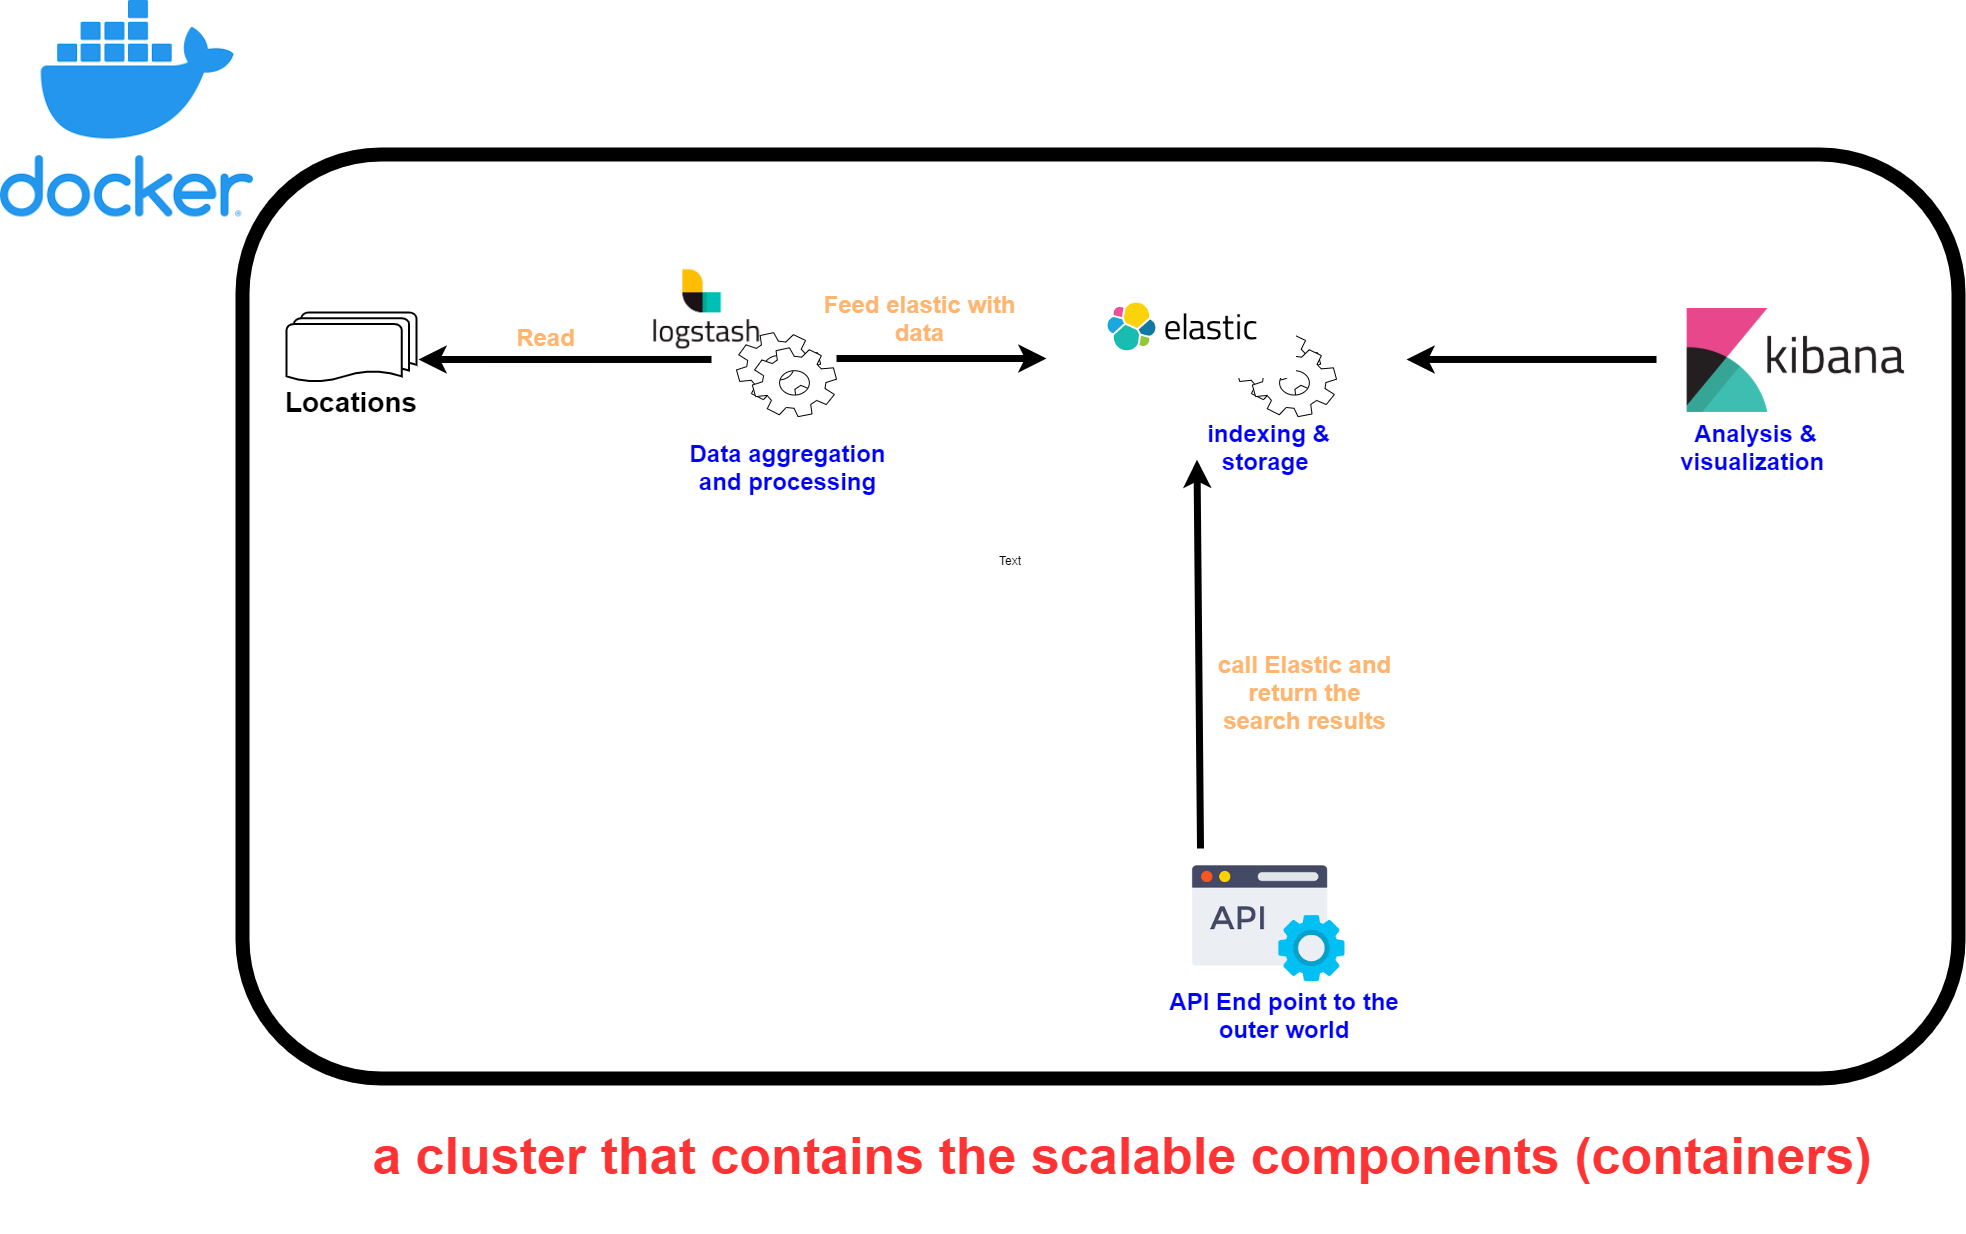 docker
Read
logstash
Feed elastic with
data
elastic
kibana
Locations
Data aggregation
and processing
indexing &
storage
Analysis &
visualization
Text
call Elastic and
return the
search results
API
API End point to the
outer world
a cluster that contains the scalable components (containers)